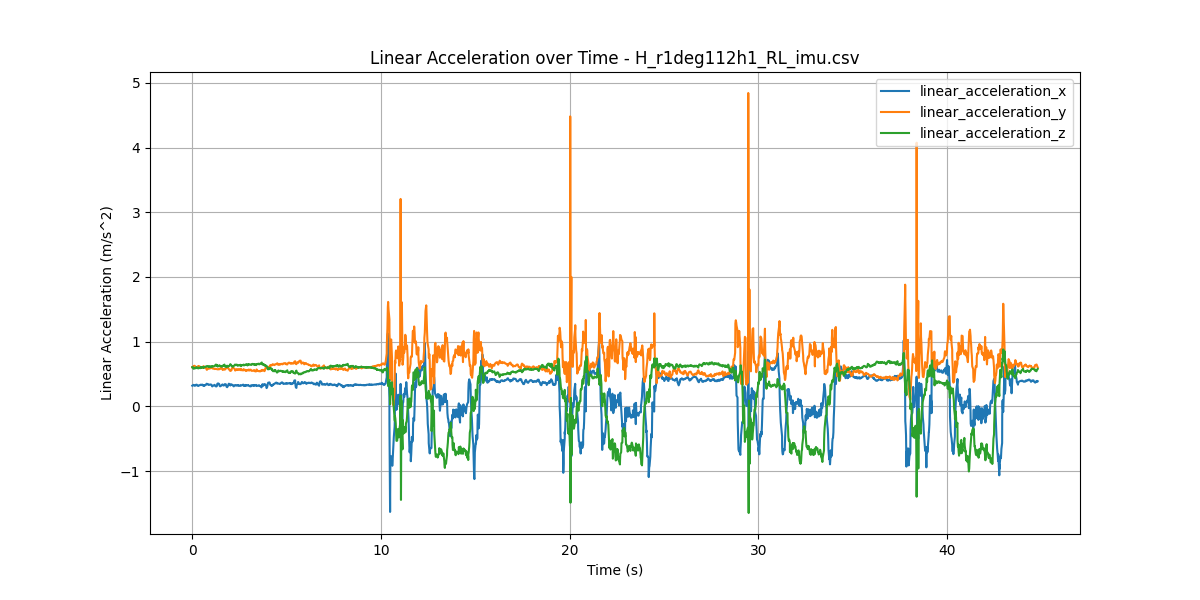 Linear Acceleration over Time - H_r1deg112h1_RL_imu.csv
linear_acceleration_x
linear_acceleration_y
linear_acceleration_z
Linear Acceleration (m/s^2)
5
4
3
2
1
0
−1
0 10 20 30 40
Time (s)